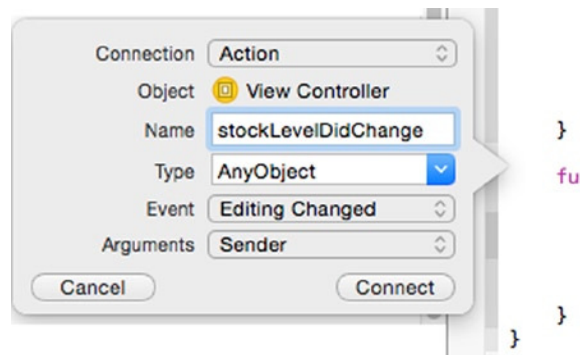 Connection Action
Object View Controller
Name stockLevelDidChange
}
Type AnyObject
fu
Event Editing Changed
Arguments Sender
Cancel Connect
}
}